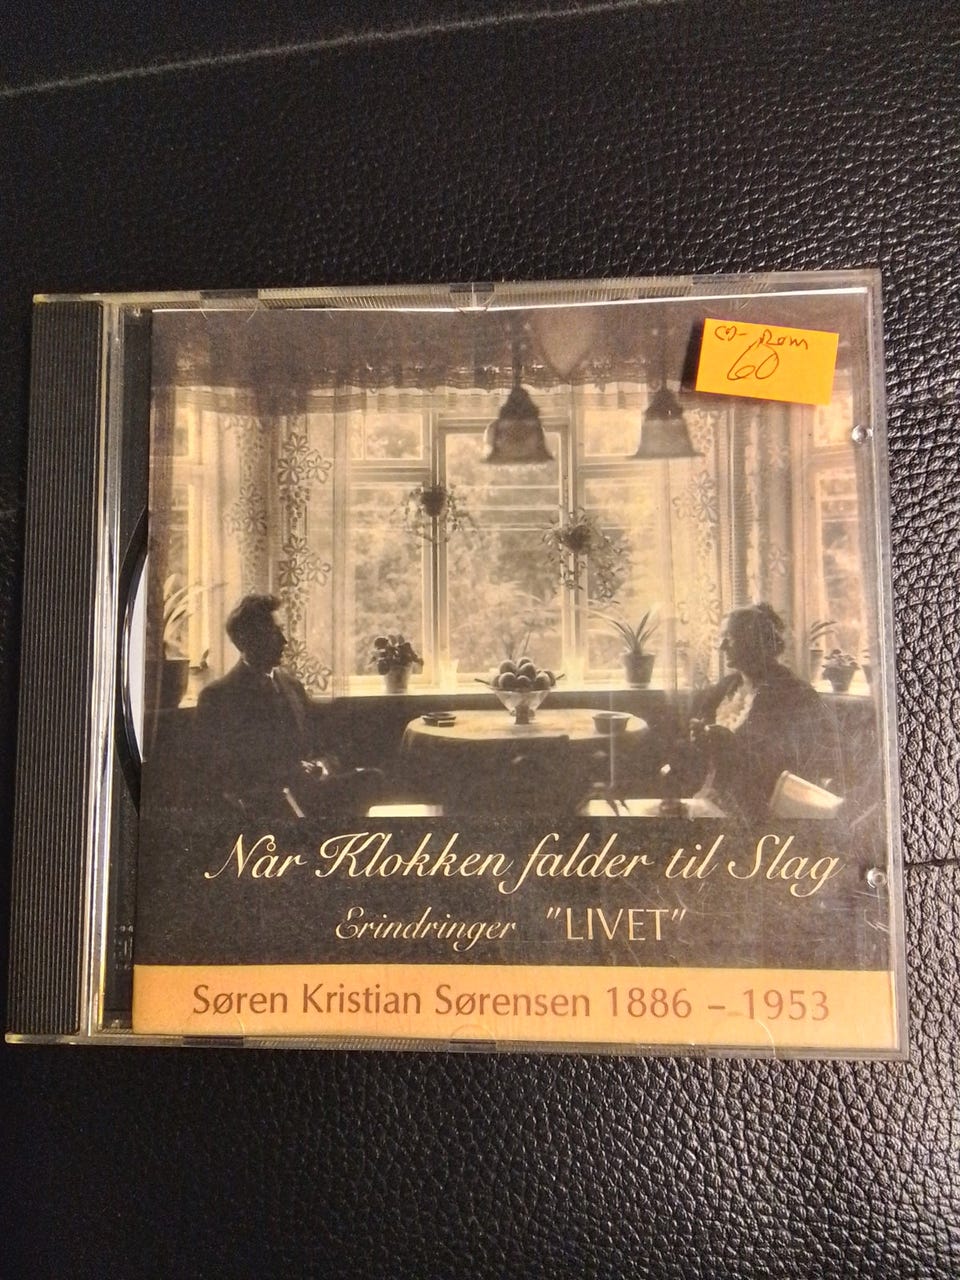 CD-Rom
60
Når Klokken falder til Slag
Erindringer "LIVET"
Søren Kristian Sørensen 1886 – 1953